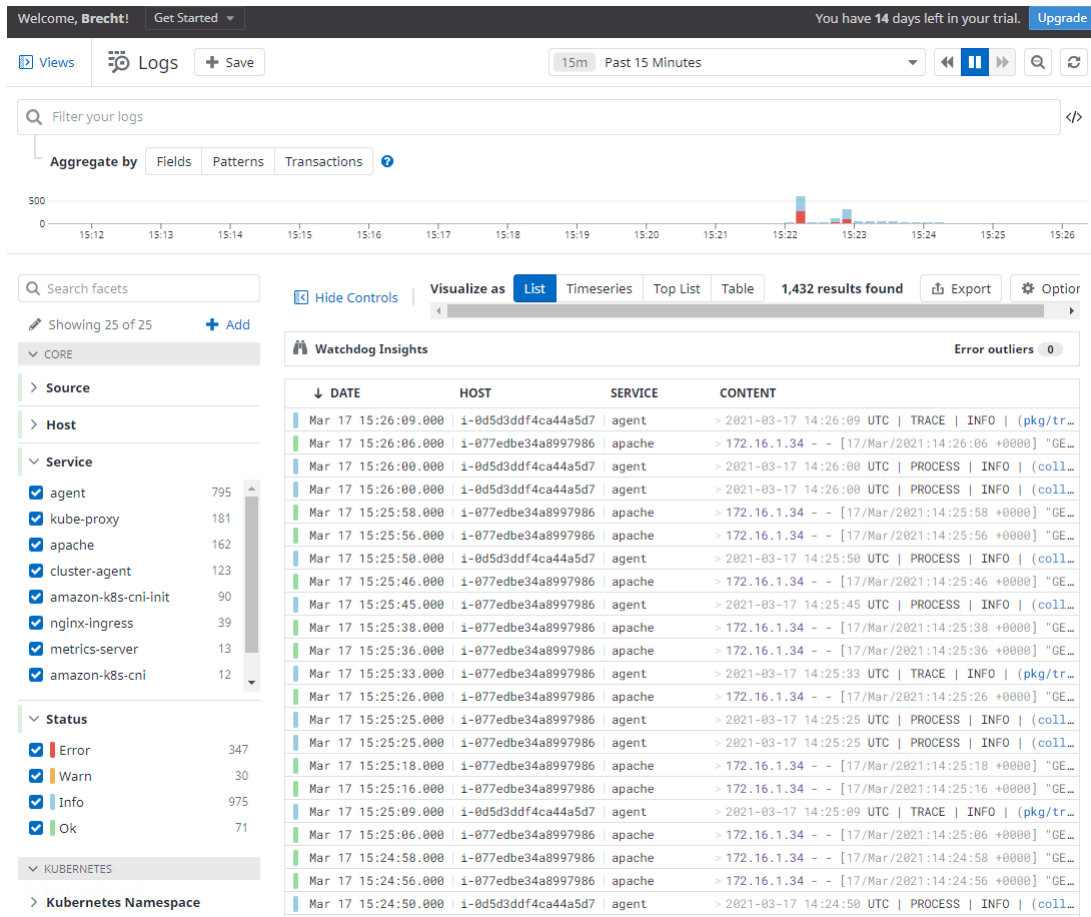 Welcome, Brecht! Get Started You have 14 days left in your trial. Upgrade
Views Logs + Save 15m Past 15 Minutes
Filter your logs </>
Aggregate by Fields Patterns Transactions ?
500
0
15:12 15:13 15:14 15:15 15:16 15:17 15:18 15:19 15:20 15:21 15:22 15:23 15:24 15:25 15:26
Search facets
Showing 25 of 25 + Add
CORE
Source
Host
Service
agent 795
kube-proxy 181
apache 162
cluster-agent 123
amazon-k8s-cni-init 90
nginx-ingress 39
metrics-server 13
amazon-k8s-cni 12
Status
Error 347
Warn 30
Info 975
Ok 71
KUBERNETES
Kubernetes Namespace
Hide Controls Visualize as List Timeseries Top List Table 1,432 results found Export Option
Watchdog Insights Error outliers 0
↓ DATE HOST SERVICE CONTENT
Mar 17 15:26:09.000 i-0d5d3ddf4ca44a5d7 agent > 2021-03-17 14:26:09 UTC | TRACE | INFO | (pkg/tr…
Mar 17 15:26:06.000 i-077edbe34a8997986 apache > 172.16.1.34 - - [17/Mar/2021:14:26:06 +0000] "GE…
Mar 17 15:26:00.000 i-0d5d3ddf4ca44a5d7 agent > 2021-03-17 14:26:00 UTC | PROCESS | INFO | (coll…
Mar 17 15:26:00.000 i-0d5d3ddf4ca44a5d7 agent > 2021-03-17 14:26:00 UTC | PROCESS | INFO | (coll…
Mar 17 15:25:58.000 i-077edbe34a8997986 apache > 172.16.1.34 - - [17/Mar/2021:14:25:58 +0000] "GE…
Mar 17 15:25:56.000 i-077edbe34a8997986 apache > 172.16.1.34 - - [17/Mar/2021:14:25:56 +0000] "GE…
Mar 17 15:25:50.000 i-0d5d3ddf4ca44a5d7 agent > 2021-03-17 14:25:50 UTC | PROCESS | INFO | (coll…
Mar 17 15:25:46.000 i-077edbe34a8997986 apache > 172.16.1.34 - - [17/Mar/2021:14:25:46 +0000] "GE…
Mar 17 15:25:45.000 i-077edbe34a8997986 agent > 2021-03-17 14:25:45 UTC | PROCESS | INFO | (coll…
Mar 17 15:25:38.000 i-077edbe34a8997986 apache > 172.16.1.34 - - [17/Mar/2021:14:25:38 +0000] "GE…
Mar 17 15:25:36.000 i-077edbe34a8997986 apache > 172.16.1.34 - - [17/Mar/2021:14:25:36 +0000] "GE…
Mar 17 15:25:33.000 i-077edbe34a8997986 agent > 2021-03-17 14:25:33 UTC | TRACE | INFO | (pkg/tr…
Mar 17 15:25:26.000 i-077edbe34a8997986 apache > 172.16.1.34 - - [17/Mar/2021:14:25:26 +0000] "GE…
Mar 17 15:25:25.000 i-0d5d3ddf4ca44a5d7 agent > 2021-03-17 14:25:25 UTC | PROCESS | INFO | (coll…
Mar 17 15:25:25.000 i-077edbe34a8997986 agent > 2021-03-17 14:25:25 UTC | PROCESS | INFO | (coll…
Mar 17 15:25:18.000 i-077edbe34a8997986 apache > 172.16.1.34 - - [17/Mar/2021:14:25:18 +0000] "GE…
Mar 17 15:25:16.000 i-077edbe34a8997986 apache > 172.16.1.34 - - [17/Mar/2021:14:25:16 +0000] "GE…
Mar 17 15:25:09.000 i-0d5d3ddf4ca44a5d7 agent > 2021-03-17 14:25:09 UTC | TRACE | INFO | (pkg/tr…
Mar 17 15:25:06.000 i-077edbe34a8997986 apache > 172.16.1.34 - - [17/Mar/2021:14:25:06 +0000] "GE…
Mar 17 15:24:58.000 i-077edbe34a8997986 apache > 172.16.1.34 - - [17/Mar/2021:14:24:58 +0000] "GE…
Mar 17 15:24:56.000 i-077edbe34a8997986 apache > 172.16.1.34 - - [17/Mar/2021:14:24:56 +0000] "GE…
Mar 17 15:24:50.000 i-0d5d3ddf4ca44a5d7 agent > 2021-03-17 14:24:50 UTC | PROCESS | INFO | (coll…